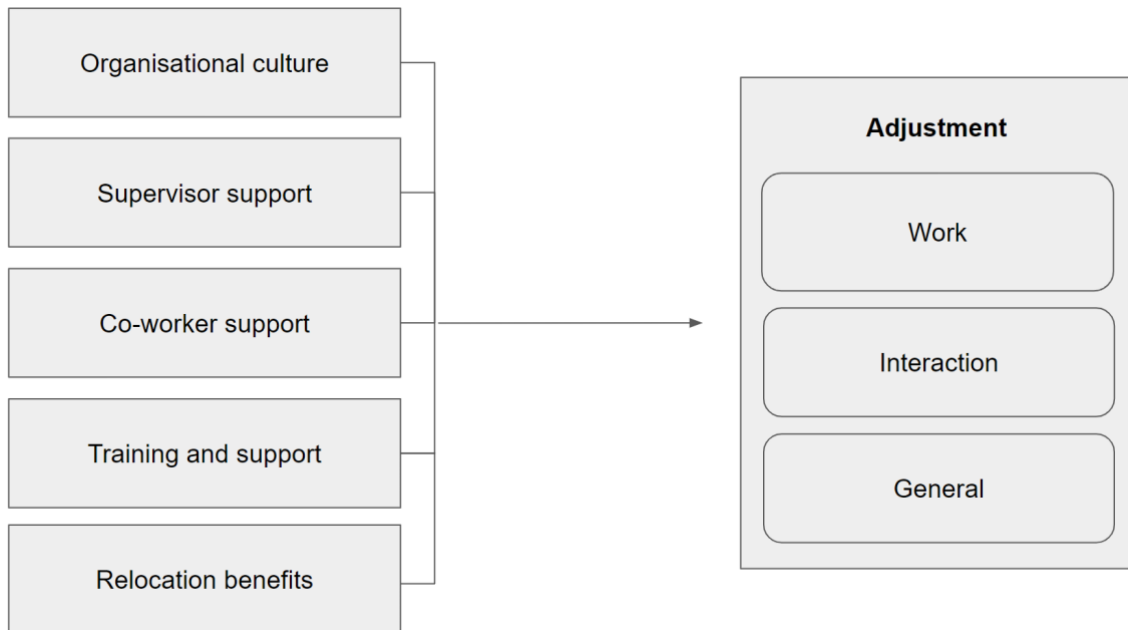 Organisational culture
Supervisor support
Co-worker support
Training and support
Relocation benefits
Adjustment
Work
Interaction
General